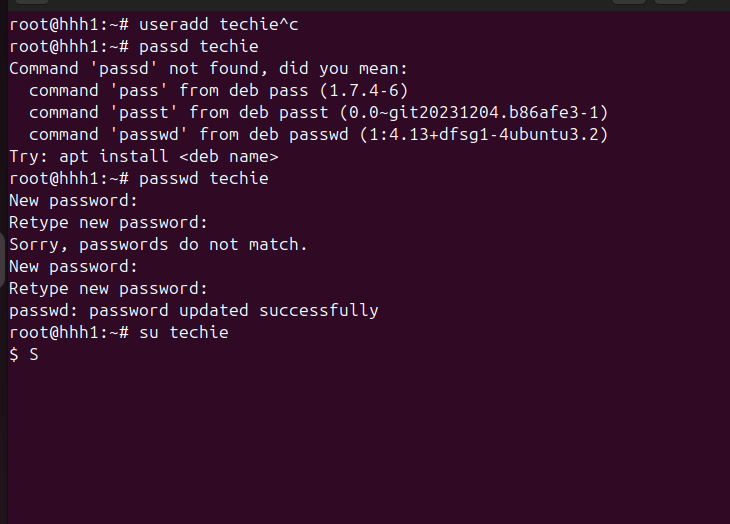 root@hhh1:~# useradd techie^c
root@hhh1:~# passd techie
Command 'passd' not found, did you mean:
  command 'pass' from deb pass (1.7.4-6)
  command 'passt' from deb passt (0.0~git20231204.b86afe3-1)
  command 'passwd' from deb passwd (1:4.13+dfsg1-4ubuntu3.2)
Try: apt install <deb name>
root@hhh1:~# passwd techie
New password:
Retype new password:
Sorry, passwords do not match.
New password:
Retype new password:
passwd: password updated successfully
root@hhh1:~# su techie
$ S